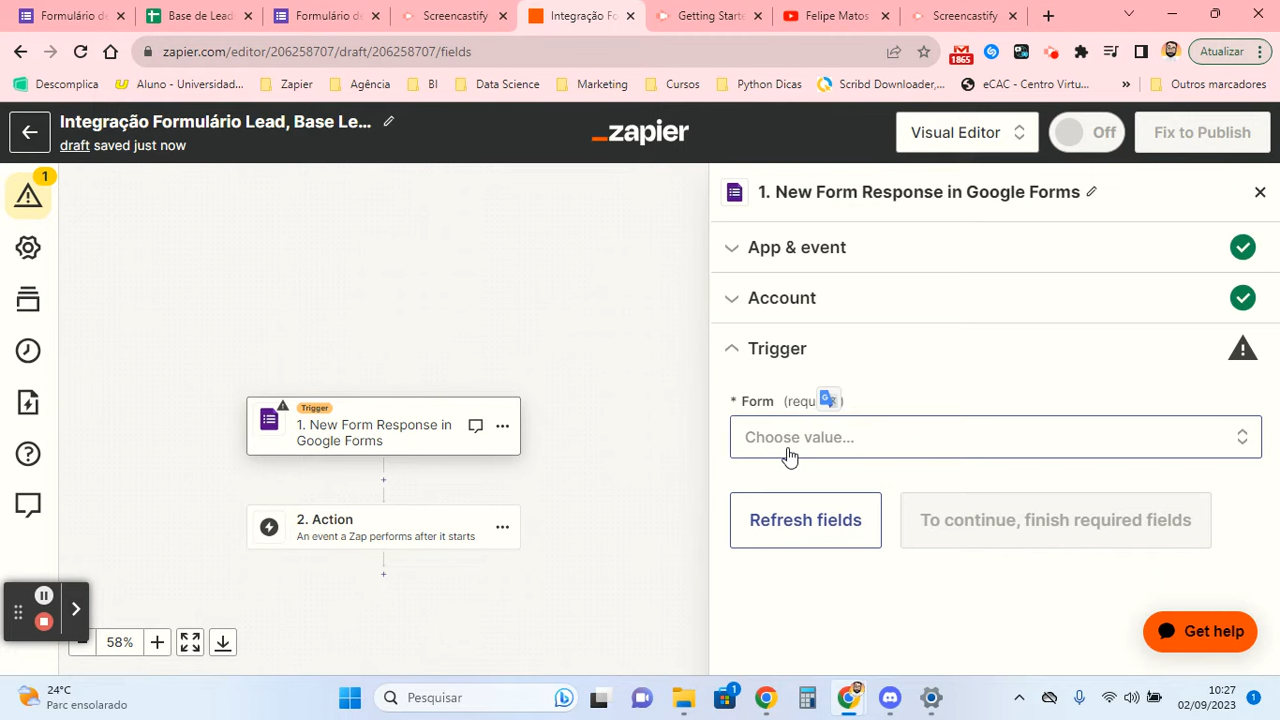 Formulário de
Base de Lead
Formulário d
Screencastify
Integração Fo
Getting Starte
Felipe Matos
Screencastify
zapier.com/editor/206258707/draft/206258707/fields
1865
Atualizar
Descomplica
Aluno - Universidad...
Zapier
Agência
BI
Data Science
Marketing
Cursos
Python Dicas
Scribd Downloader,...
eCAC - Centro Virtu...
»
Outros marcadores
Integração Formulário Lead, Base Le...
draft saved just now
zapier
Visual Editor
Off
Fix to Publish
1
1. New Form Response in Google Forms
App & event
Account
Trigger
* Form (requ )
Choose value...
Refresh fields
To continue, finish required fields
Trigger
1. New Form Response in
Google Forms
2. Action
An event a Zap performs after it starts
58%
Get help
24°C
Parc ensolarado
Pesquisar
1
10:27
02/09/2023
1